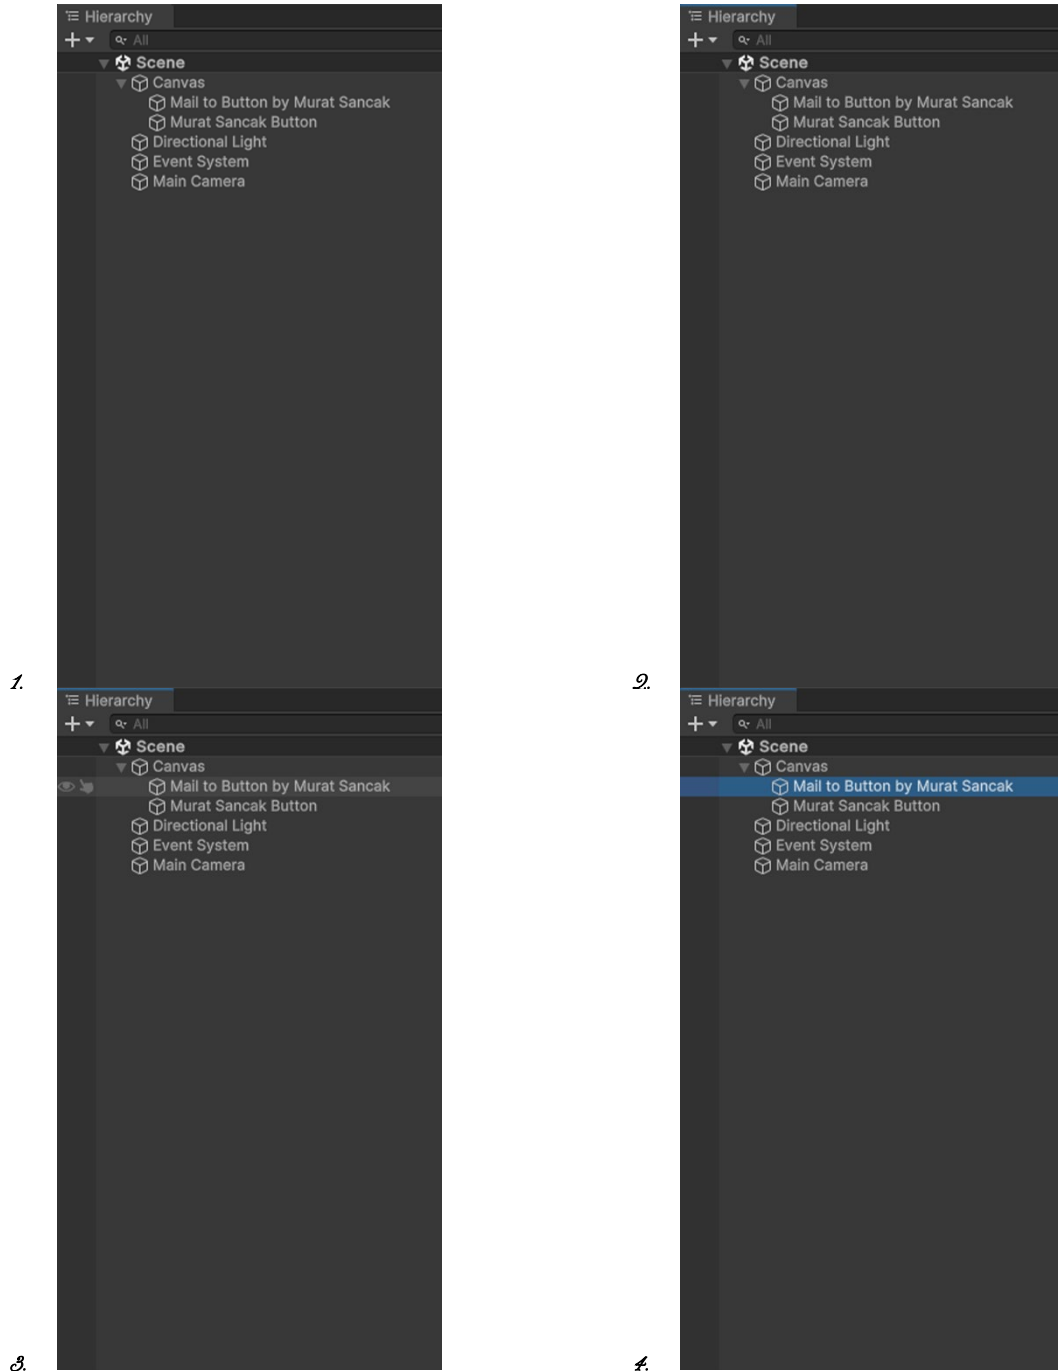 Hierarchy
All
Scene
Canvas
Mail to Button by Murat Sancak
Murat Sancak Button
Directional Light
Event System
Main Camera
1.
Hierarchy
All
Scene
Canvas
Mail to Button by Murat Sancak
Murat Sancak Button
Directional Light
Event System
Main Camera
2.
Hierarchy
All
Scene
Canvas
Mail to Button by Murat Sancak
Murat Sancak Button
Directional Light
Event System
Main Camera
3.
Hierarchy
All
Scene
Canvas
Mail to Button by Murat Sancak
Murat Sancak Button
Directional Light
Event System
Main Camera
4.